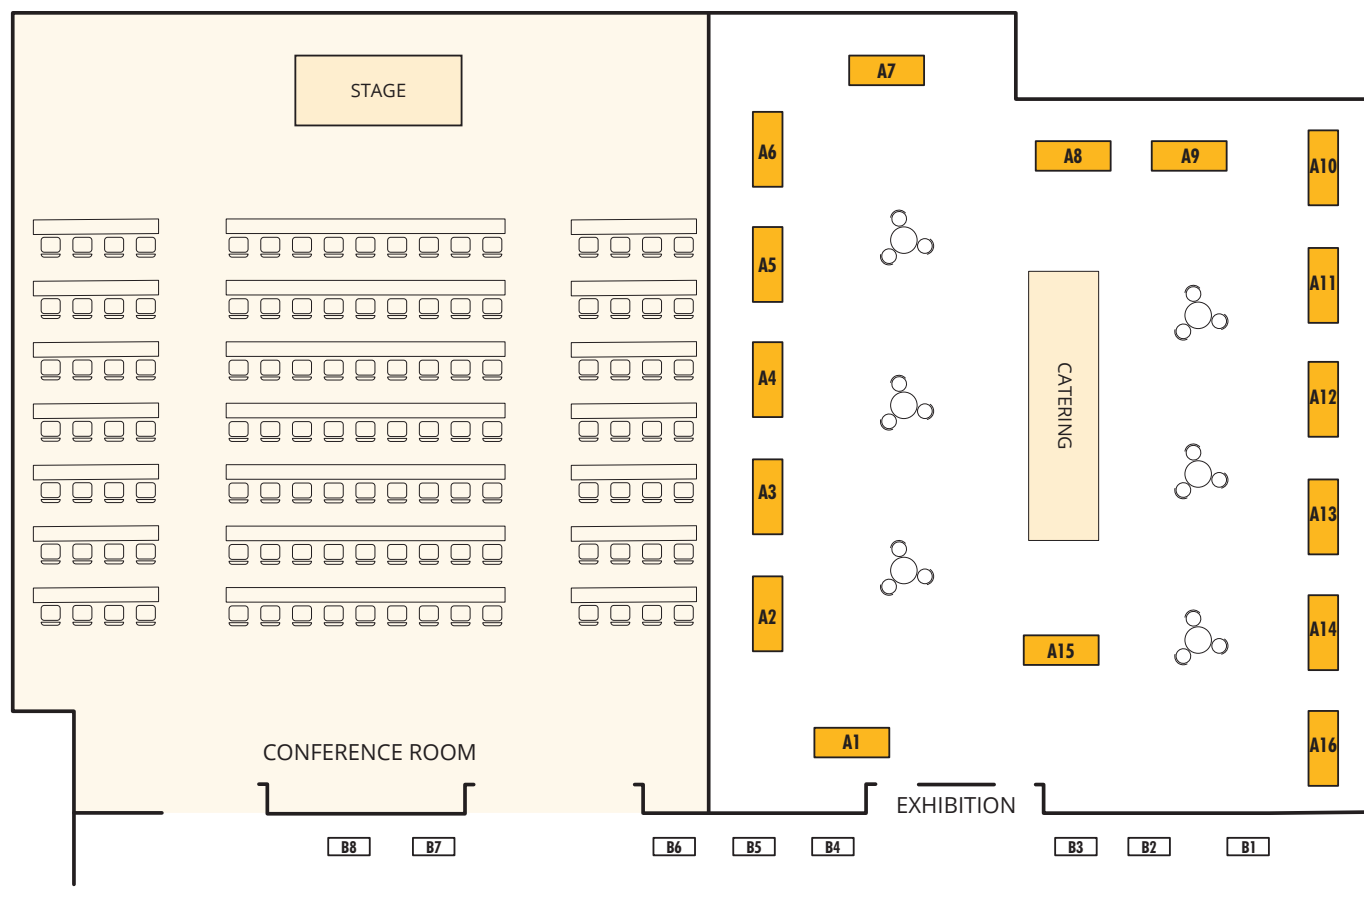 STAGE
A7
A6
A8
A9
A10
A5
A11
A4
CATERING
A12
A3
A13
A2
A14
A15
A1
A16
CONFERENCE ROOM
EXHIBITION
B8
B7
B6
B5
B4
B3
B2
B1